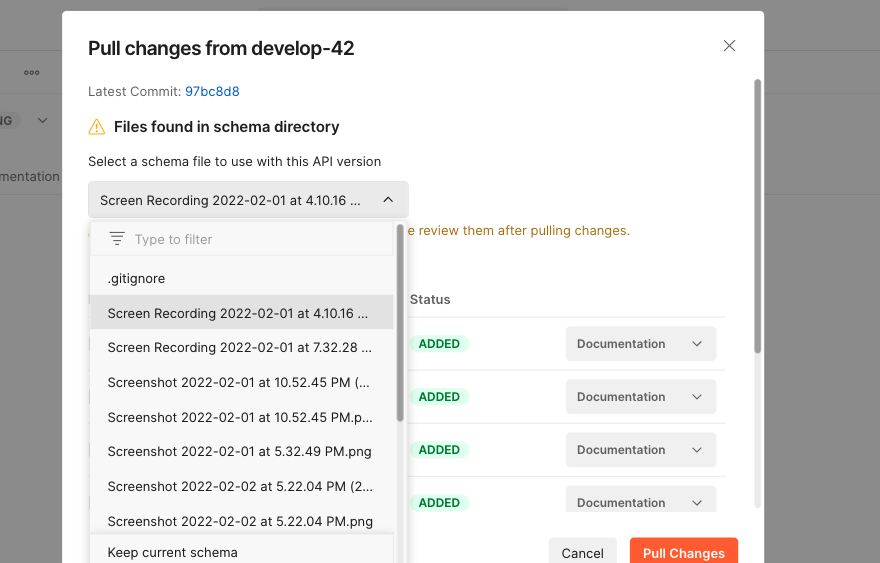 Pull changes from develop-42
Latest Commit: 97bc8d8
NG
Files found in schema directory
mentation
Select a schema file to use with this API version
Screen Recording 2022-02-01 at 4.10.16 ...
e review them after pulling changes.
Type to filter
.gitignore
Status
Screen Recording 2022-02-01 at 4.10.16 ...
ADDED
Documentation
Screen Recording 2022-02-01 at 7.32.28 ...
Screenshot 2022-02-01 at 10.52.45 PM (...
ADDED
Documentation
Screenshot 2022-02-01 at 10.52.45 PM.p...
Screenshot 2022-02-01 at 5.32.49 PM.png
ADDED
Documentation
Screenshot 2022-02-02 at 5.22.04 PM (2...
ADDED
Documentation
Screenshot 2022-02-02 at 5.22.04 PM.png
Keep current schema
Cancel
Pull Changes